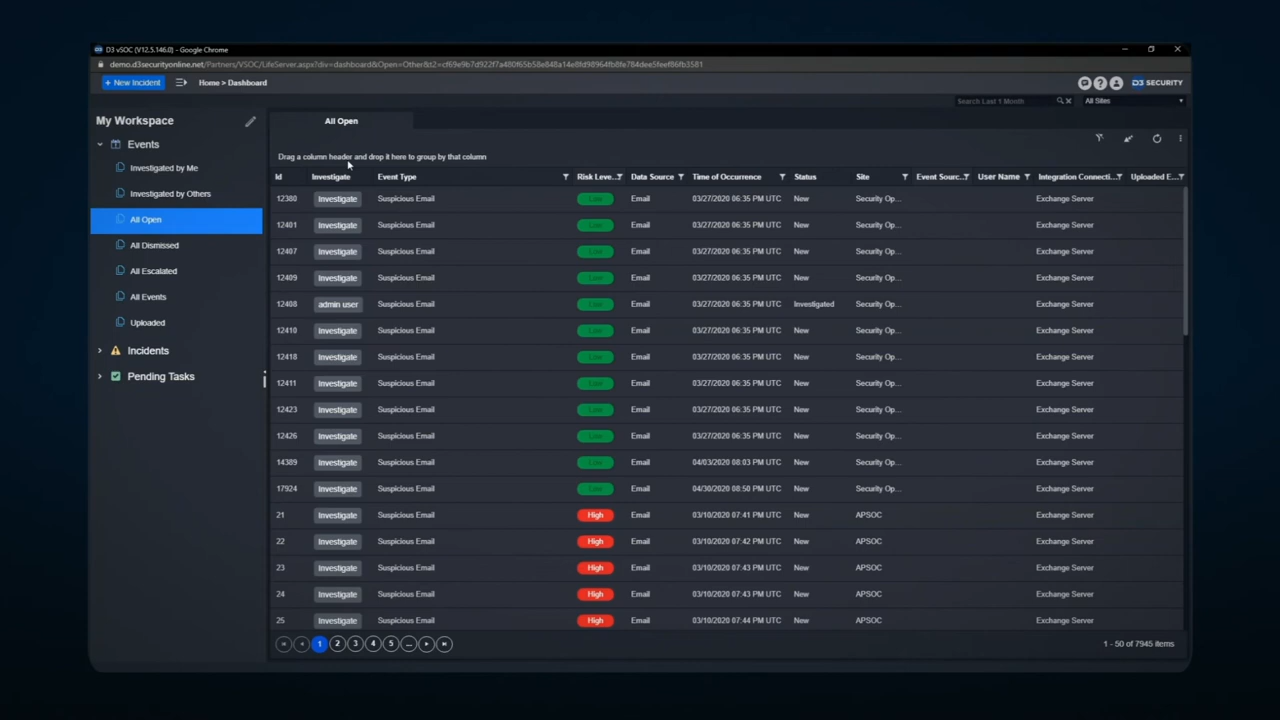 D3 vSOC (V12.5.146.0) - Google Chrome
+ New Incident Home > Dashboard D3 SECURITY
Search Last 1 Month All Sites
My Workspace
Events
Investigated by Me
Investigated by Others
All Open
All Dismissed
All Escalated
All Events
Uploaded
Incidents
Pending Tasks
All Open
Drag a column header and drop it here to group by that column
Id Investigate Event Type Risk Leve... Data Source Time of Occurrence Status Site Event Sourc... User Name Integration Connecti... Uploaded E...
12380 Investigate Suspicious Email Low Email 03/27/2020 06:35 PM UTC New Security Op... Exchange Server
12401 Investigate Suspicious Email Low Email 03/27/2020 06:35 PM UTC New Security Op... Exchange Server
12407 Investigate Suspicious Email Low Email 03/27/2020 06:35 PM UTC New Security Op... Exchange Server
12409 Investigate Suspicious Email Low Email 03/27/2020 06:35 PM UTC New Security Op... Exchange Server
12408 admin user Suspicious Email Low Email 03/27/2020 06:35 PM UTC Investigated Security Op... Exchange Server
12410 Investigate Suspicious Email Low Email 03/27/2020 06:35 PM UTC New Security Op... Exchange Server
12418 Investigate Suspicious Email Low Email 03/27/2020 06:35 PM UTC New Security Op... Exchange Server
12411 Investigate Suspicious Email Low Email 03/27/2020 06:35 PM UTC New Security Op... Exchange Server
12423 Investigate Suspicious Email Low Email 03/27/2020 06:35 PM UTC New Security Op... Exchange Server
12426 Investigate Suspicious Email Low Email 03/27/2020 06:35 PM UTC New Security Op... Exchange Server
14389 Investigate Suspicious Email Low Email 04/03/2020 08:03 PM UTC New Security Op... Exchange Server
17924 Investigate Suspicious Email Low Email 04/30/2020 08:50 PM UTC New Security Op... Exchange Server
21 Investigate Suspicious Email High Email 03/10/2020 07:41 PM UTC New APSOC Exchange Server
22 Investigate Suspicious Email High Email 03/10/2020 07:42 PM UTC New APSOC Exchange Server
23 Investigate Suspicious Email High Email 03/10/2020 07:43 PM UTC New APSOC Exchange Server
24 Investigate Suspicious Email High Email 03/10/2020 07:43 PM UTC New APSOC Exchange Server
25 Investigate Suspicious Email High Email 03/10/2020 07:44 PM UTC New APSOC Exchange Server
1 2 3 4 5 ... 1 - 50 of 7945 items